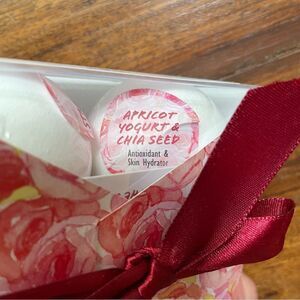 APRICOT
YOGURT &
CHIA SEED
Antioxidant &
Skin Hydrator